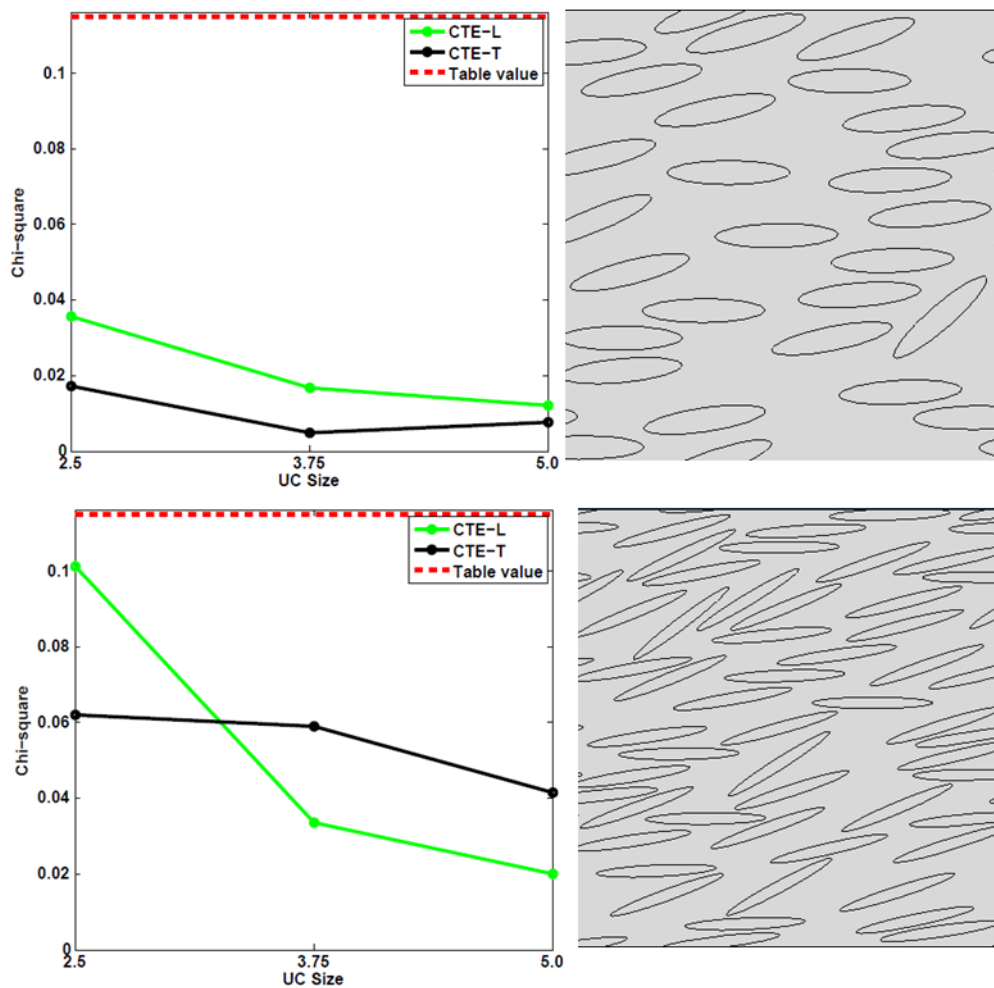 CTE-L
CTE-T
Table value
0.1
0.08
0.06
0.04
0.02
0
Chi-square
2.5
3.75
5.0
UC Size
CTE-L
CTE-T
Table value
0.1
0.08
0.06
0.04
0.02
0
Chi-square
2.5
3.75
5.0
UC Size